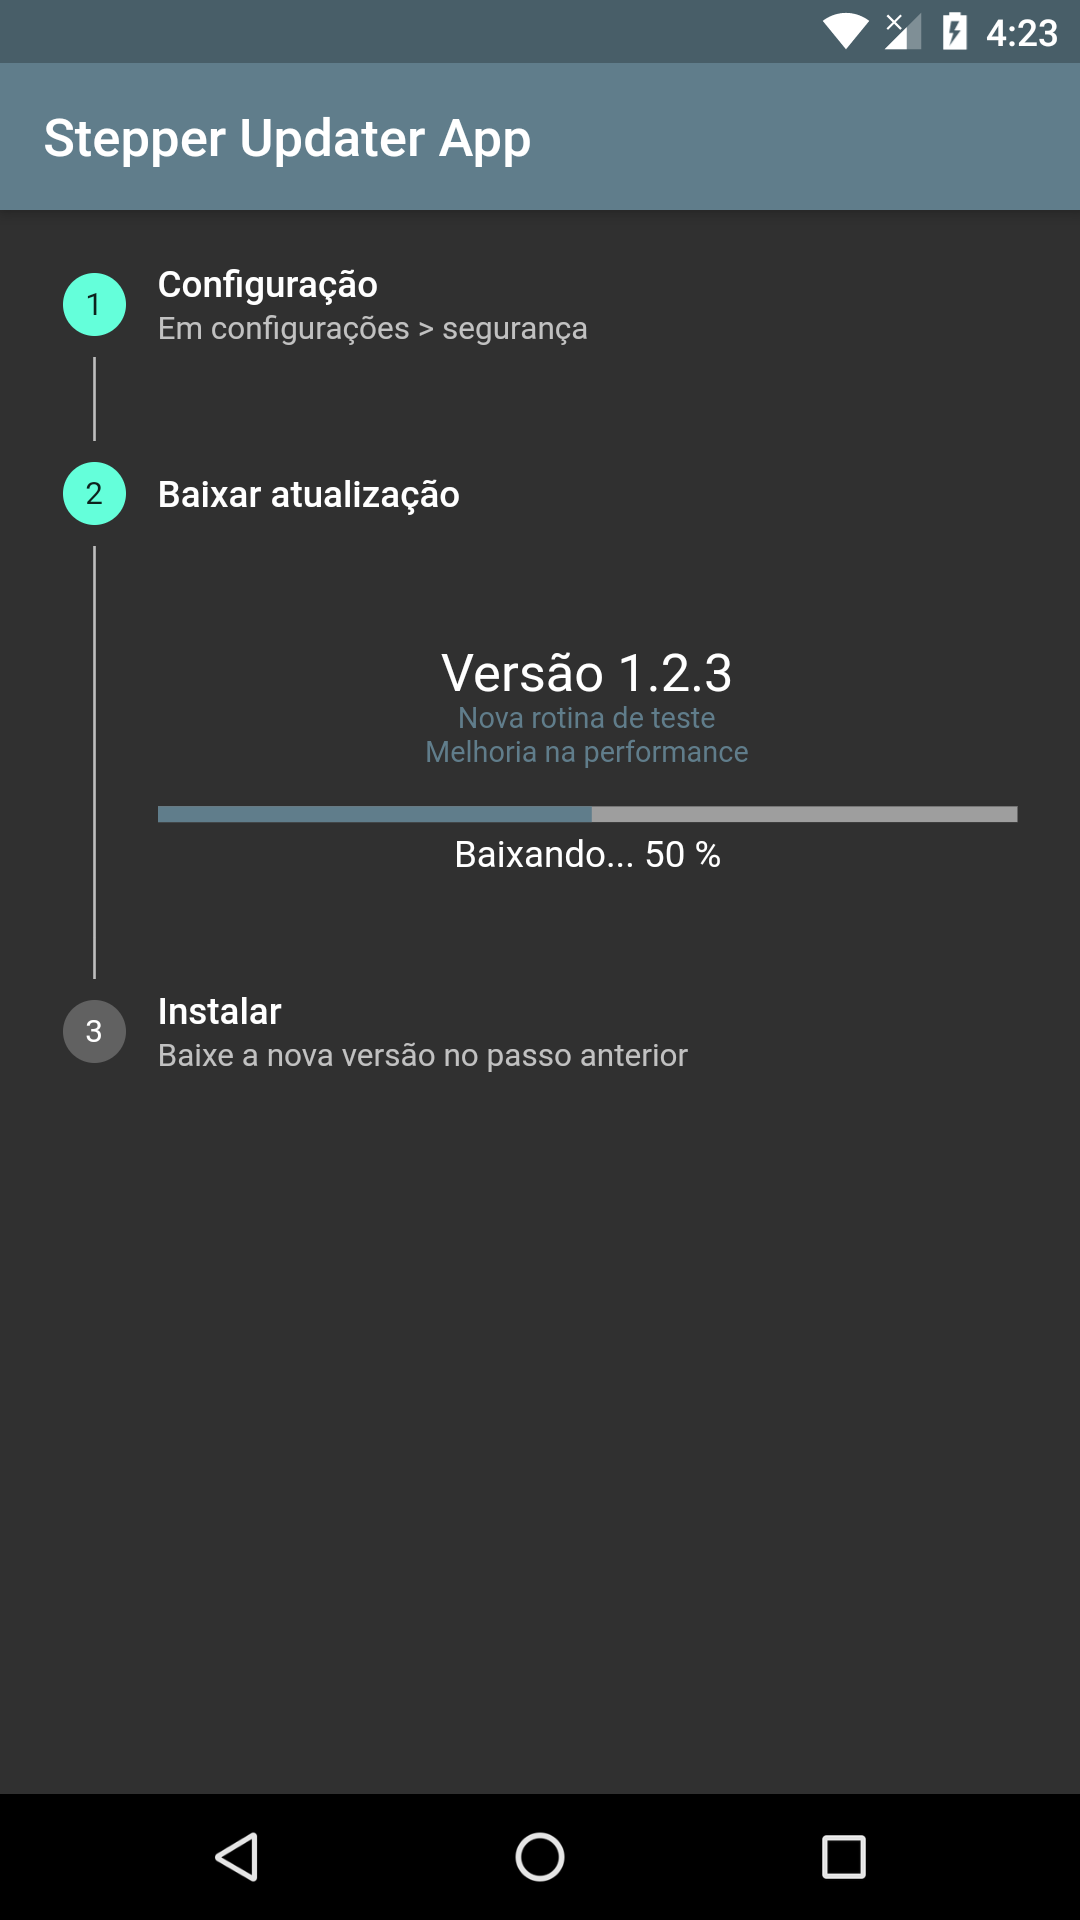 4:23
Stepper Updater App
1
Configuração
Em configurações > segurança
2
Baixar atualização
Versão 1.2.3
Nova rotina de teste
Melhoria na performance
Baixando... 50 %
3
Instalar
Baixe a nova versão no passo anterior